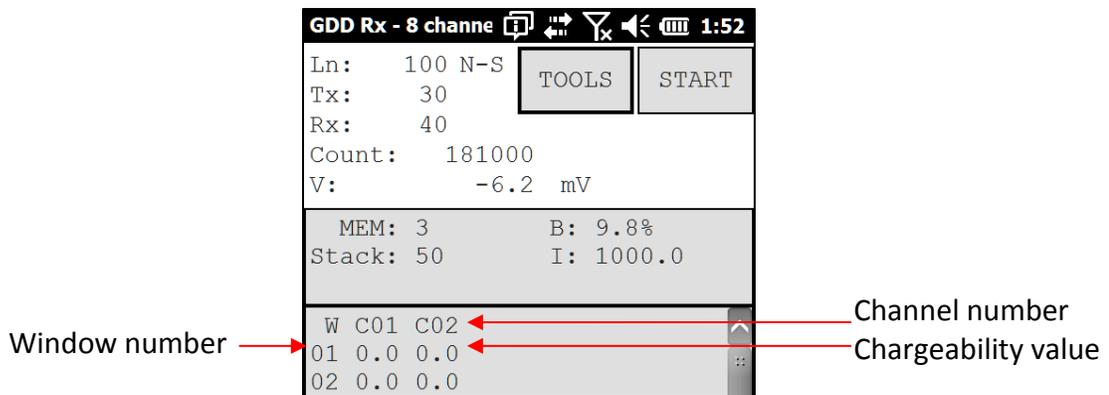 GDD Rx - 8 channe 1:52
Ln: 100 N-S
TOOLS
START
Tx: 30
Rx: 40
Count: 181000
V: -6.2 mV
MEM: 3 B: 9.8%
Stack: 50 I: 1000.0
W C01 C02
Channel number
Window number
01 0.0 0.0
Chargeability value
02 0.0 0.0